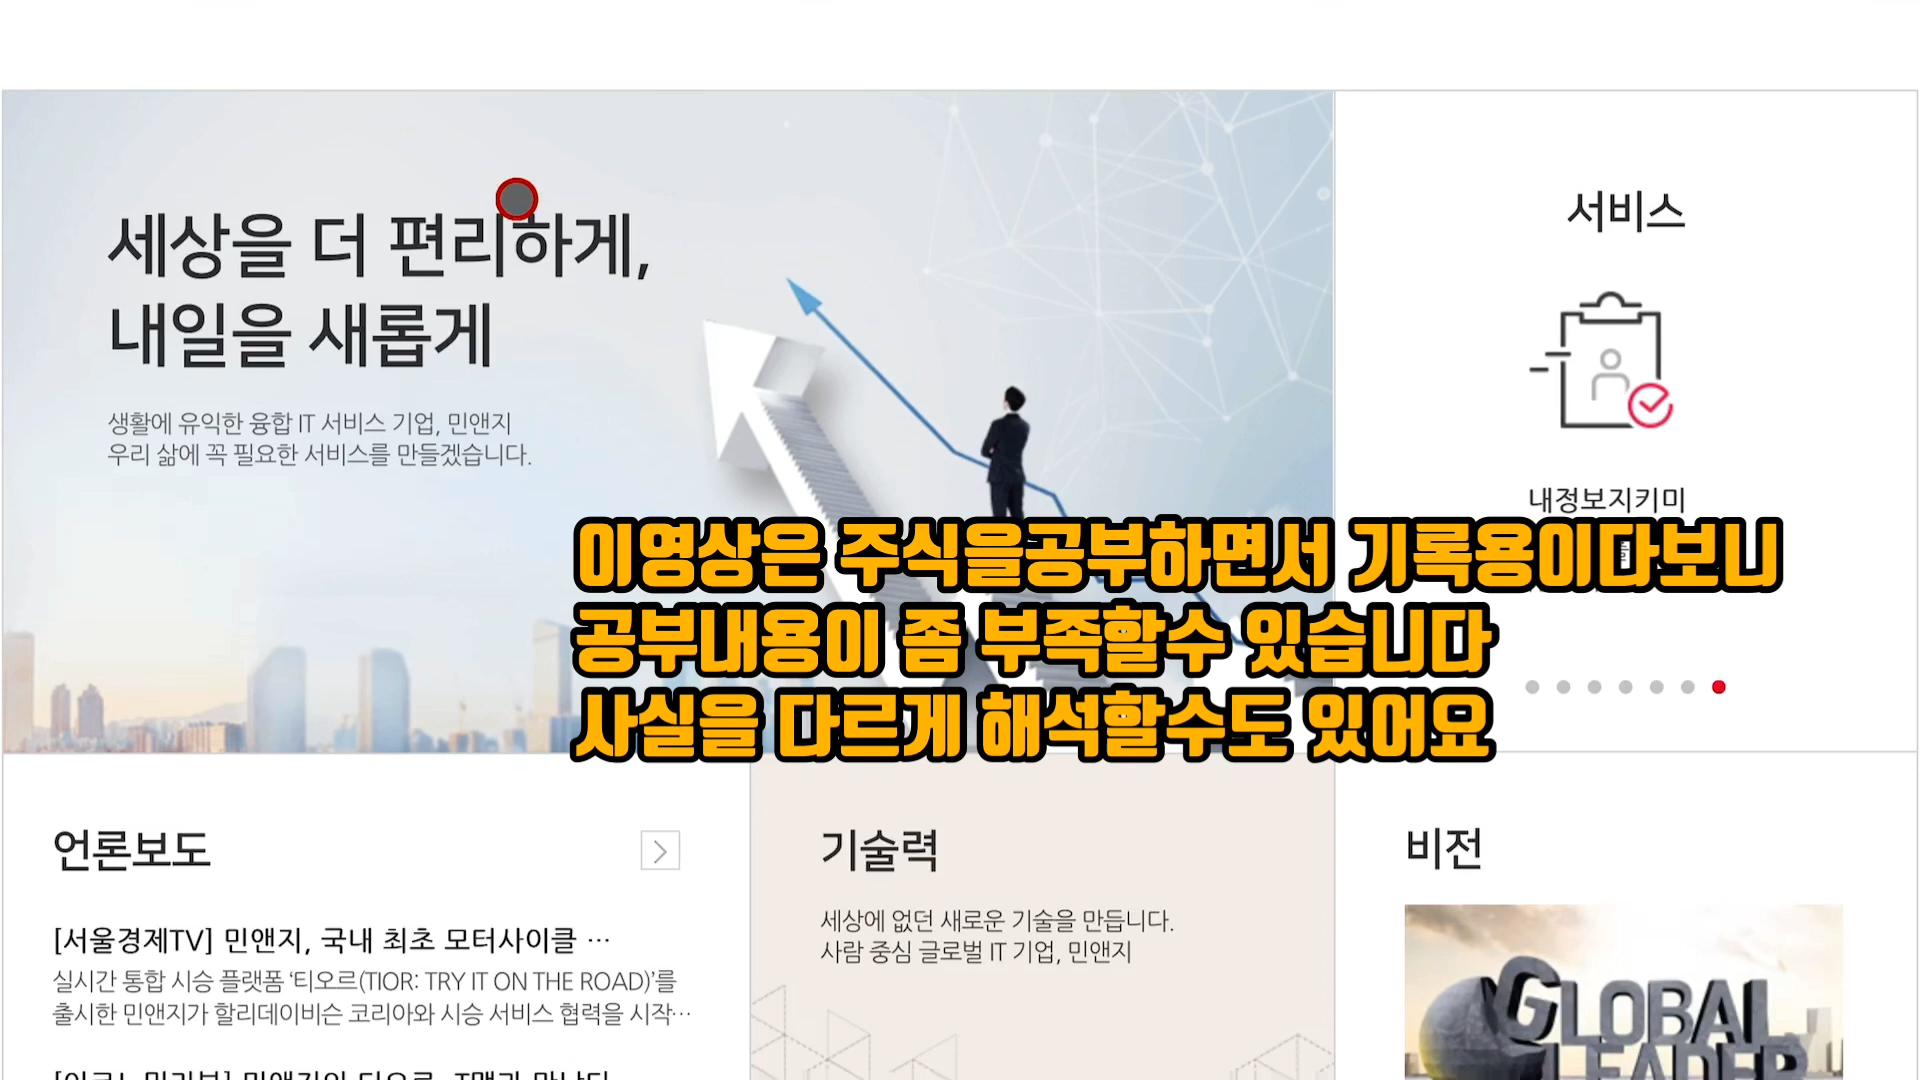 세상을 더 편리하게,
내일을 새롭게
생활에 유익한 융합 IT 서비스 기업, 민앤지
우리 삶에 꼭 필요한 서비스를 만들겠습니다.
서비스
내정보지키미
이영상은 주식을공부하면서 기록용이다보니
공부내용이 좀 부족할수 있습니다
사실을 다르게 해석할수도 있어요
언론보도
[서울경제TV] 민앤지, 국내 최초 모터사이클 …
실시간 통합 시승 플랫폼 ‘티오르(TIOR: TRY IT ON THE ROAD)’를
출시한 민앤지가 할리데이비슨 코리아와 시승 서비스 협력을 시작…
기술력
세상에 없던 새로운 기술을 만듭니다.
사람 중심 글로벌 IT 기업, 민앤지
비전
GLOBAL
LEADER